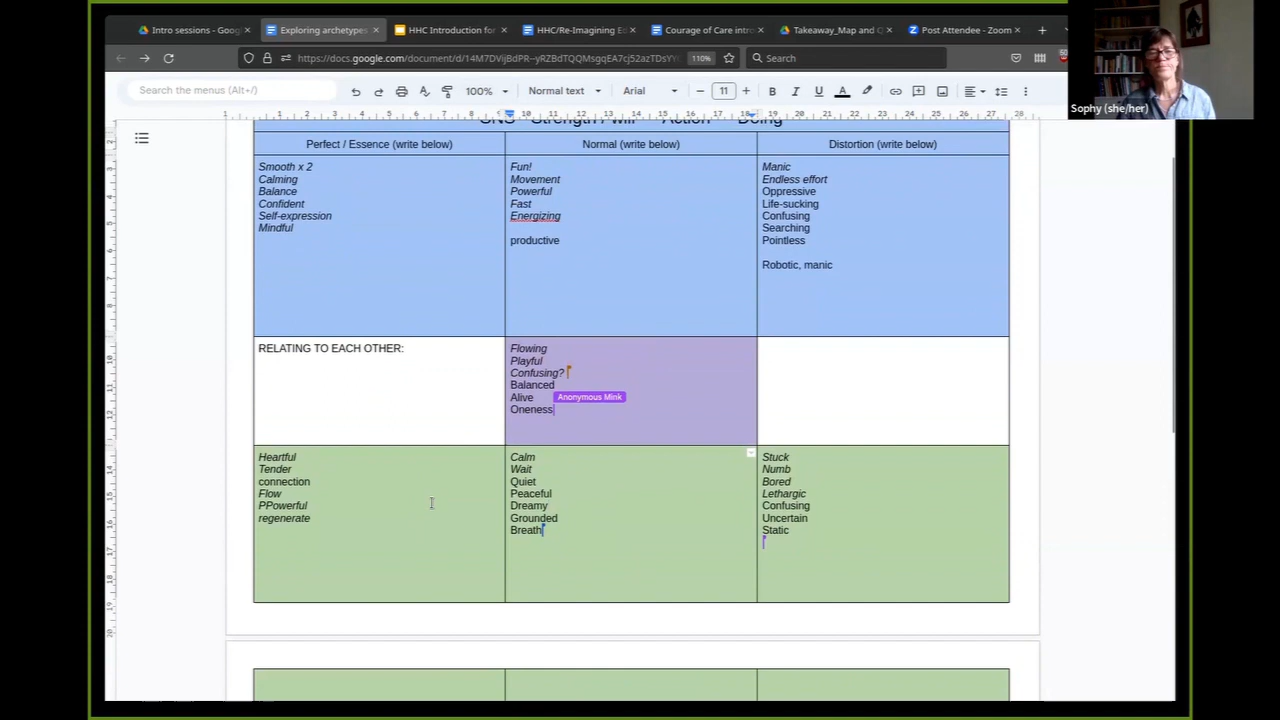 Intro sessions - Goog
Exploring archetypes
HHC Introduction for
HHC/Re-Imagining Ed
Courage of Care intro
Takeaway_Map and Q
Post Attendee - Zoom
Sophy (she/her)
110%
Search
Search the menus (Alt+/)
100%
Normal text
Arial
11
Strength / Will Action Doing
Perfect / Essence (write below)
Normal (write below)
Distortion (write below)
Smooth x 2
Calming
Balance
Confident
Self-expression
Mindful
Fun!
Movement
Powerful
Fast
Energizing
productive
Manic
Endless effort
Oppressive
Life-sucking
Confusing
Searching
Pointless
Robotic, manic
RELATING TO EACH OTHER:
Flowing
Playful
Confusing?
Balanced
Alive
Anonymous Mink
Oneness
Heartful
Tender
connection
Flow
PPowerful
regenerate
Calm
Wait
Quiet
Peaceful
Dreamy
Grounded
Breath
Stuck
Numb
Bored
Lethargic
Confusing
Uncertain
Static